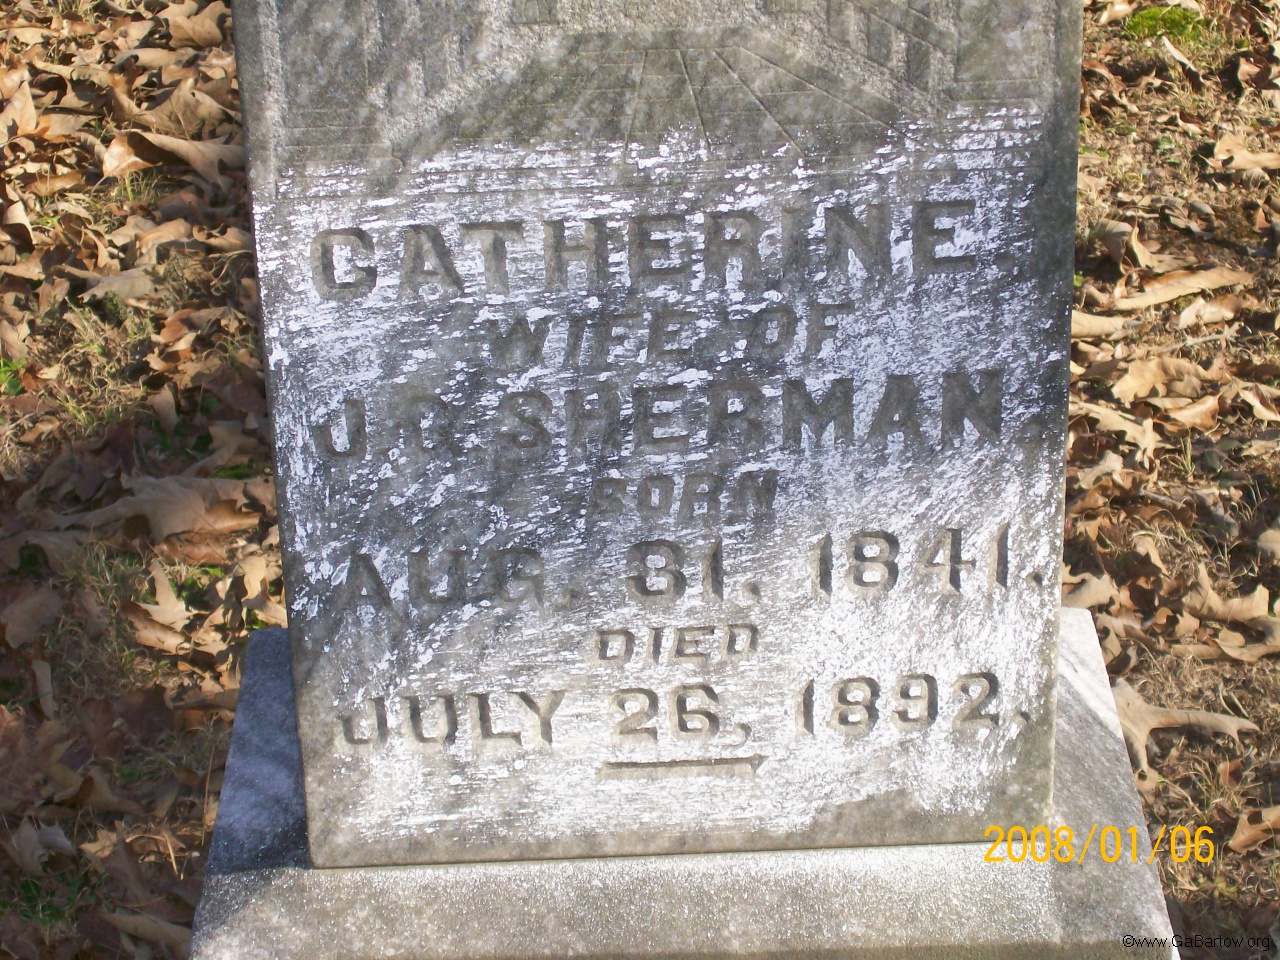 CATHERINE.
WIFE OF
J. C. SHERMAN.
BORN
AUG. 31, 1841.
DIED
JULY 26, 1892.
2008/01/06
©www.GaBartow.org